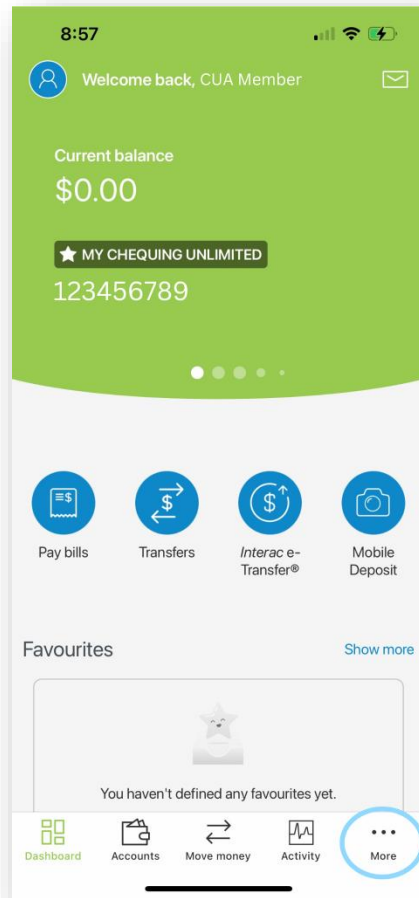 8:57
Welcome back, CUA Member
Current balance
$0.00
MY CHEQUING UNLIMITED
123456789
Pay bills
Transfers
Interac e-
Transfer®
Mobile
Deposit
Favourites
Show more
You haven't defined any favourites yet.
Dashboard
Accounts
Move money
Activity
More